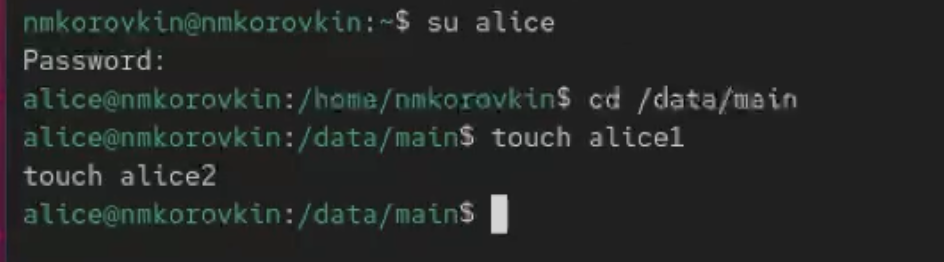 nmkorovkin@nmkorovkin:~$ su alice
Password:
alice@nmkorovkin:/home/nmkorovkin$ cd /data/main
alice@nmkorovkin:/data/main$ touch alice1
touch alice2
alice@nmkorovkin:/data/main$